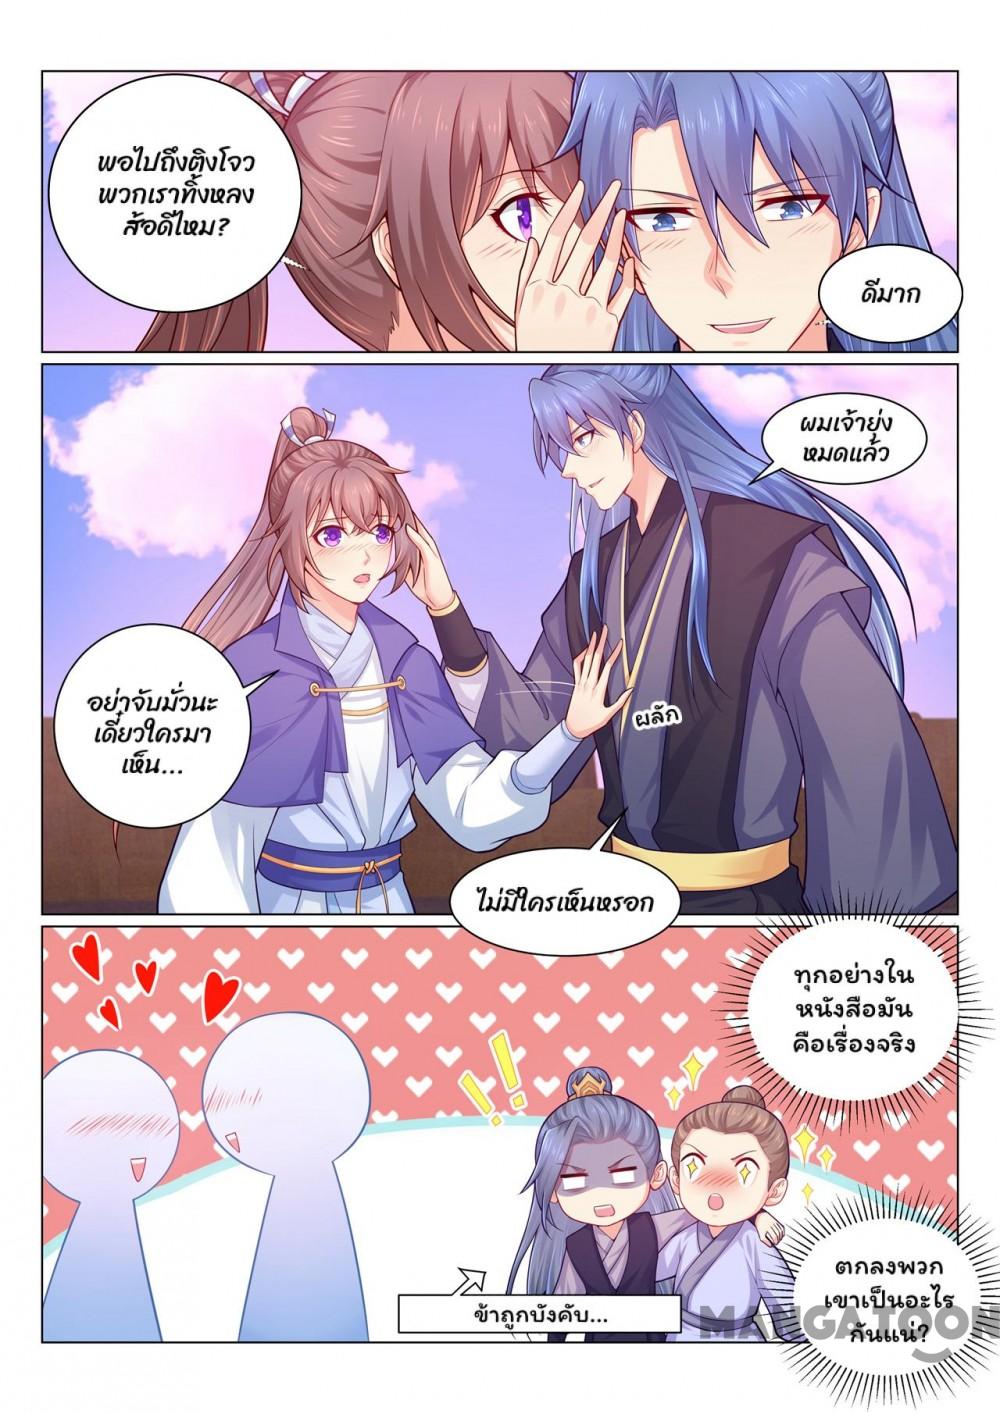 พอไปถึงติงโจว
พวกเราทิ้งหลง
ส้อดีไหม?
ดีมาก
ผมเจ้ายุ่ง
หมดแล้ว
อย่าจับมั่วนะ
เดี๋ยวใครมา
เห็น...
ผลัก
ไม่มีใครเห็นหรอก
ทุกอย่างใน
หนังสือมัน
คือเรื่องจริง
ตกลงพวก
เขาเป็นอะไร
กันแน่?
ข้าถูกบังคับ...
MANGATOON